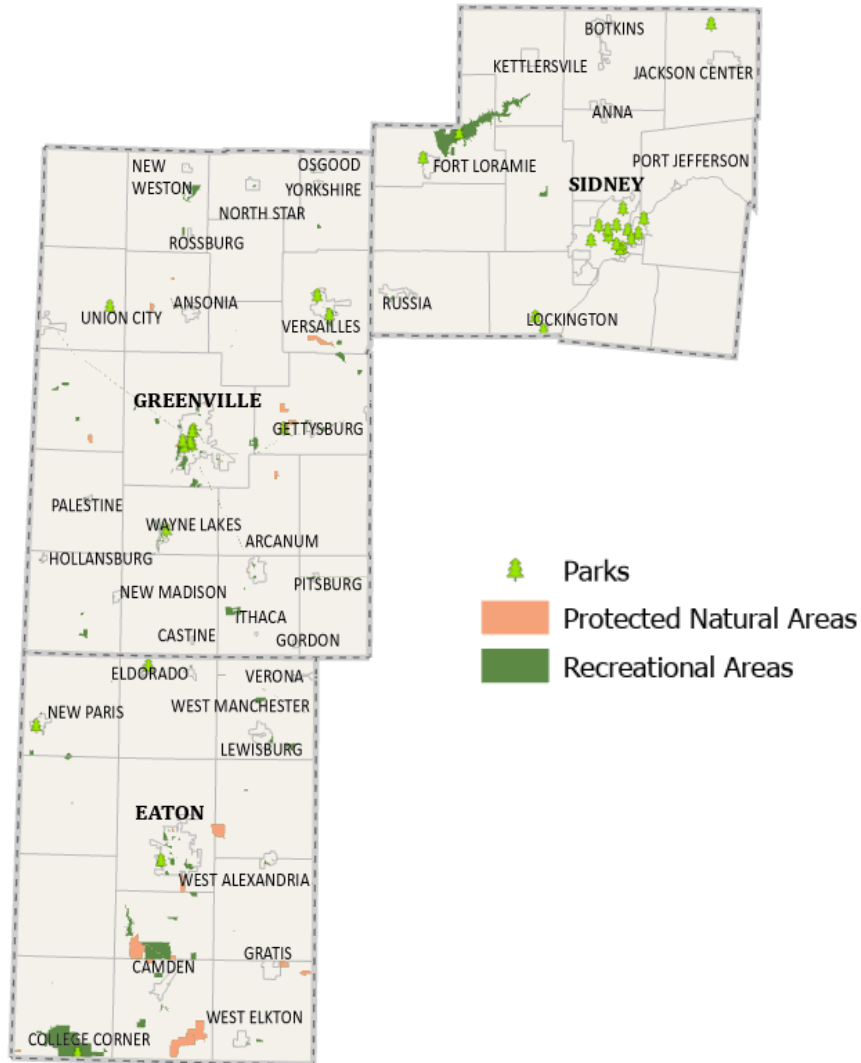 BOTKINS
KETTLERSVILE
JACKSON CENTER
ANNA
FORT LORAMIE
PORT JEFFERSON
SIDNEY
RUSSIA
LOCKINGTON
NEW
WESTON
OSGOOD
YORKSHIRE
NORTH STAR
ROSSBURG
UNION CITY
ANSONIA
VERSAILLES
GREENVILLE
GETTYSBURG
PALESTINE
WAYNE LAKES
ARCANUM
HOLLANSBURG
NEW MADISON
PITSBURG
ITHACA
CASTINE
GORDON
ELDORADO
VERONA
NEW PARIS
WEST MANCHESTER
LEWISBURG
EATON
WEST ALEXANDRIA
GRATIS
CAMDEN
WEST ELKTON
COLLEGE CORNER
Parks
Protected Natural Areas
Recreational Areas